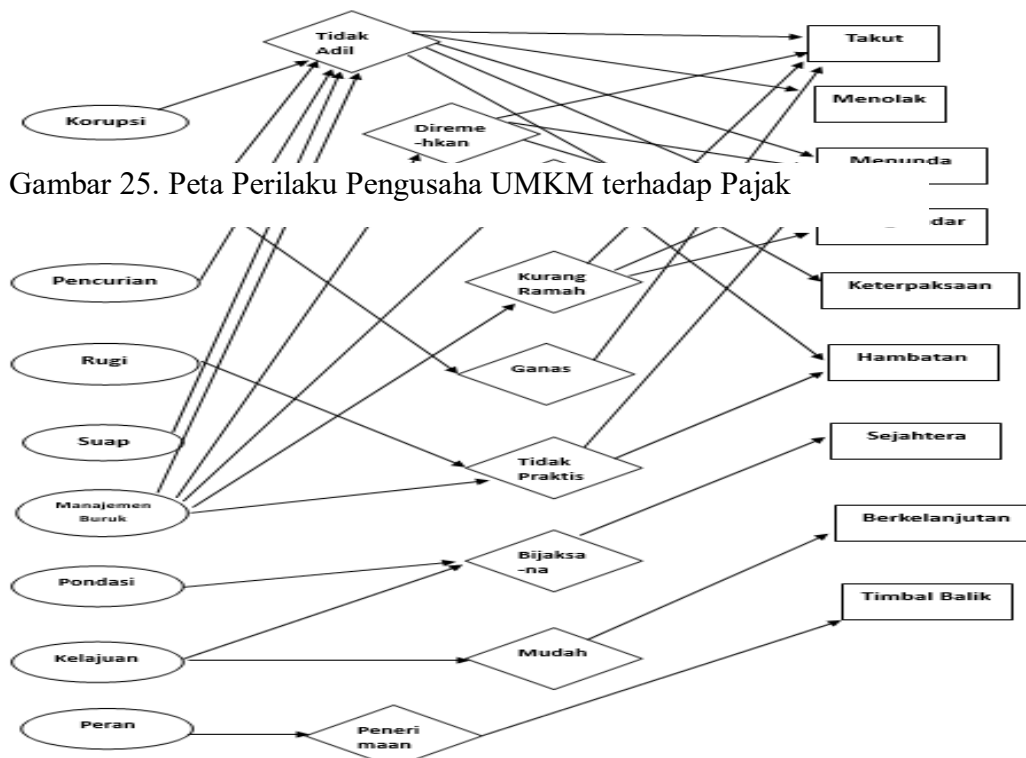 Tidak
Adil
Takut
Menolak
Korupsi
Direme
-hkan
Menunda
Gambar 25. Peta Perilaku Pengusaha UMKM terhadap Pajak
dar
Pencurian
Kurang
Ramah
Keterpaksaan
Rugi
Ganas
Hambatan
Suap
Tidak
Praktis
Sejahtera
Manajemen
Buruk
Berkelanjutan
Pondasi
Bijaksa
-na
Timbal Balik
Kelajuan
Mudah
Peran
Peneri
maan